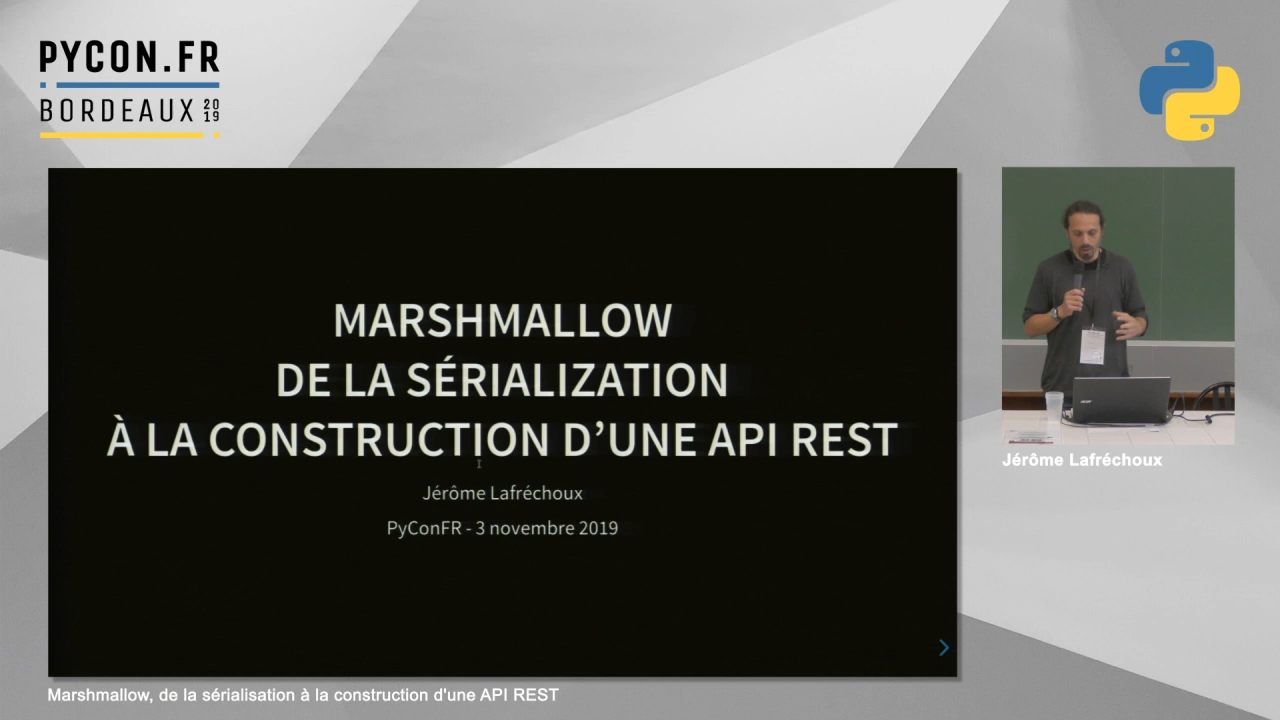 PYCON.FR
BORDEAUX 2019
MARSHMALLOW
DE LA SÉRIALIZATION
À LA CONSTRUCTION D’UNE API REST
Jérôme Lafréchoux
PyConFR - 3 novembre 2019
acer
Jérôme Lafréchoux
Marshmallow, de la sérialisation à la construction d'une API REST